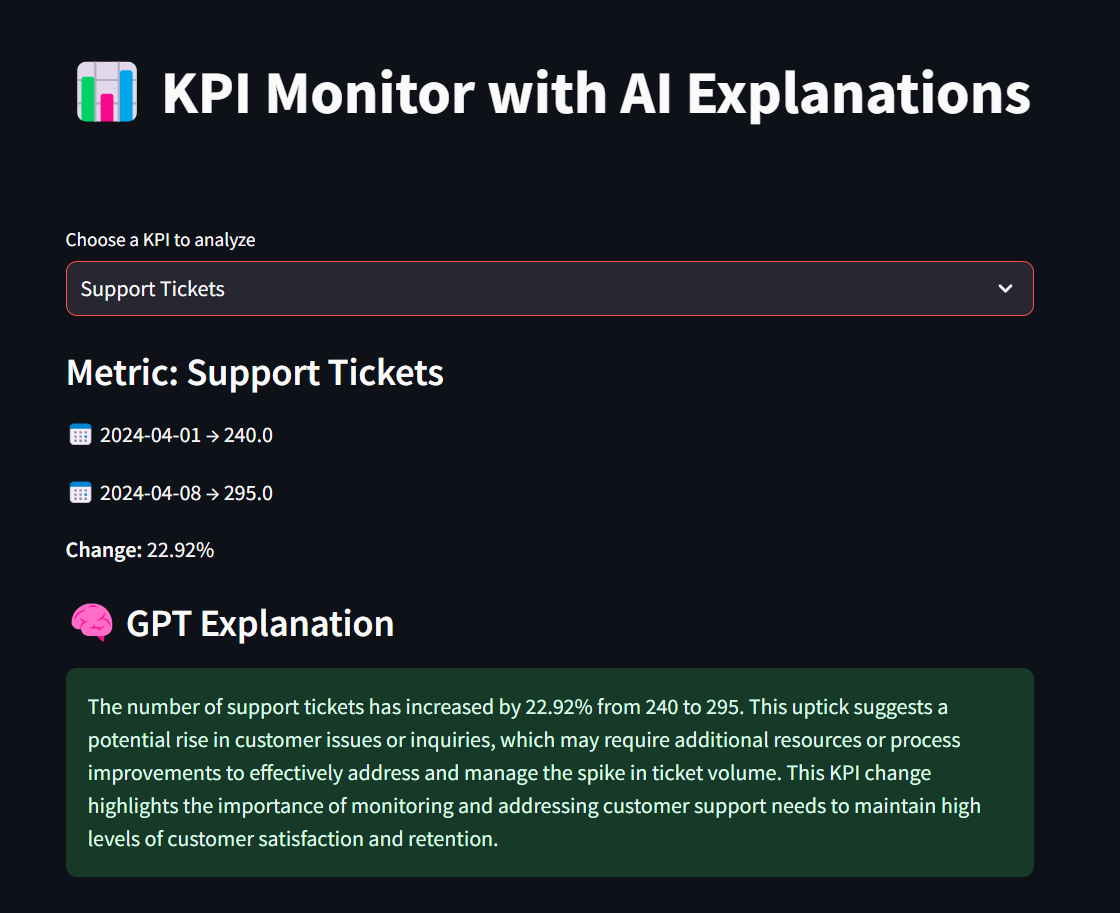 KPI Monitor with AI Explanations
Choose a KPI to analyze
Support Tickets
Metric: Support Tickets
2024-04-01 → 240.0
2024-04-08 → 295.0
Change: 22.92%
GPT Explanation
The number of support tickets has increased by 22.92% from 240 to 295. This uptick suggests a
potential rise in customer issues or inquiries, which may require additional resources or process
improvements to effectively address and manage the spike in ticket volume. This KPI change
highlights the importance of monitoring and addressing customer support needs to maintain high
levels of customer satisfaction and retention.